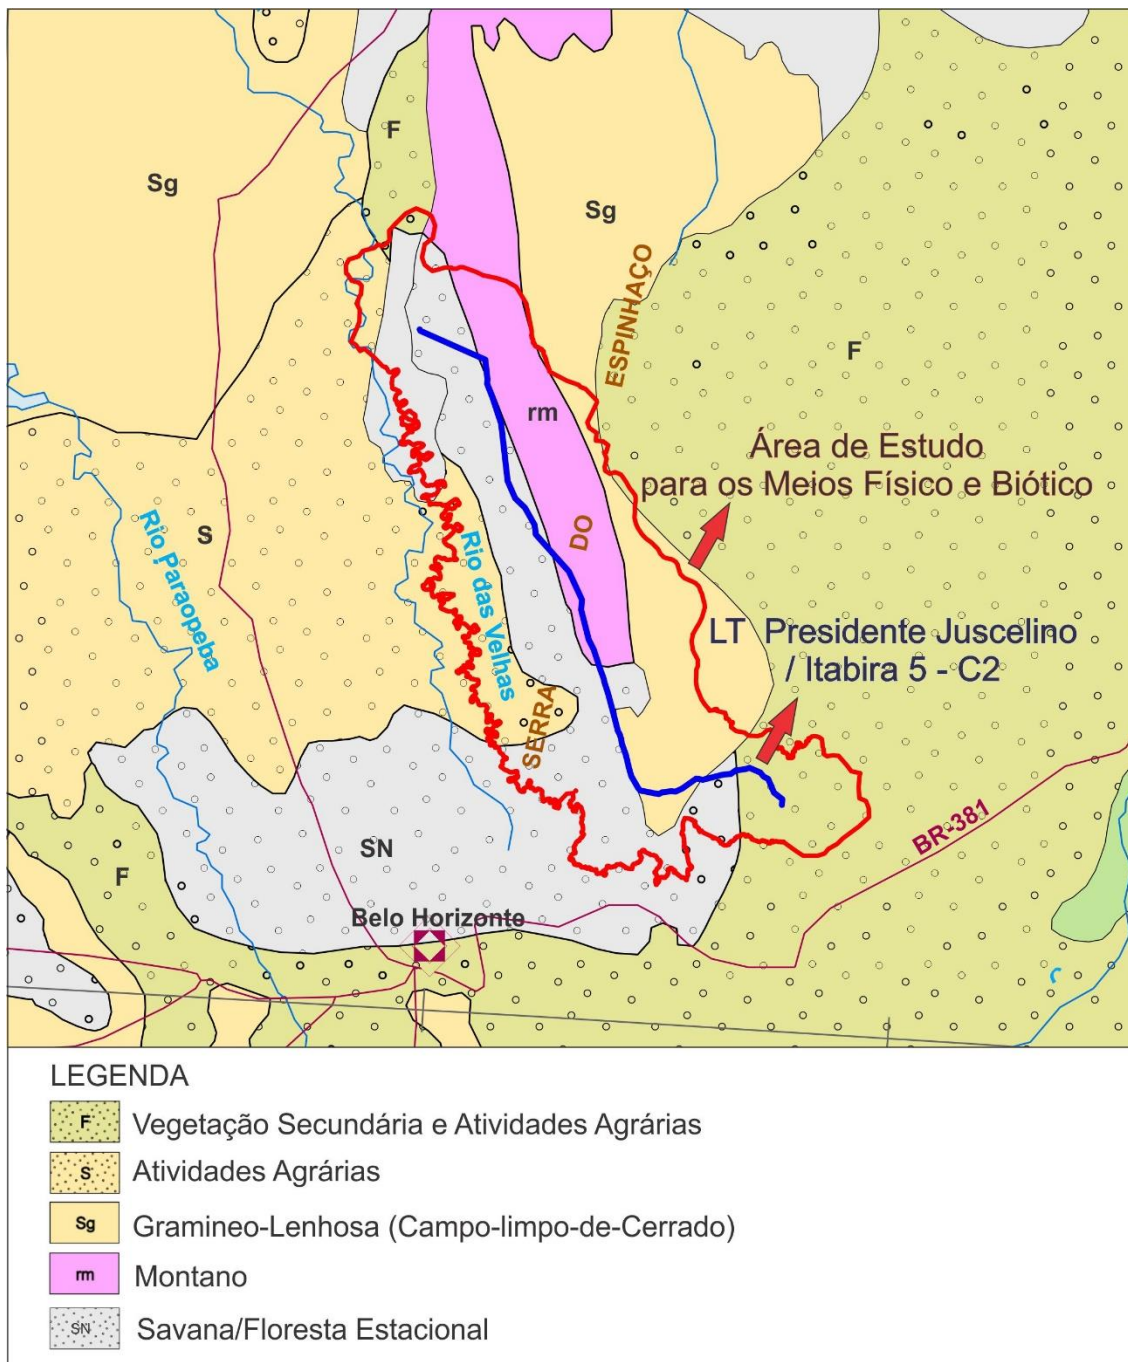 F
Sg
Sg
ESPINHAÇO
F
rm
Área de Estudo
para os Meios Físico e Biótico
S
Rio Paraopeba
Rio das Velhas
DO
LT Presidente Juscelino
/ Itabira 5 - C2
SERRA
BR-381
SN
F
Belo Horizonte
LEGENDA
F Vegetação Secundária e Atividades Agrárias
S Atividades Agrárias
Sg Gramineo-Lenhosa (Campo-limpo-de-Cerrado)
rm Montano
SN Savana/Floresta Estacional